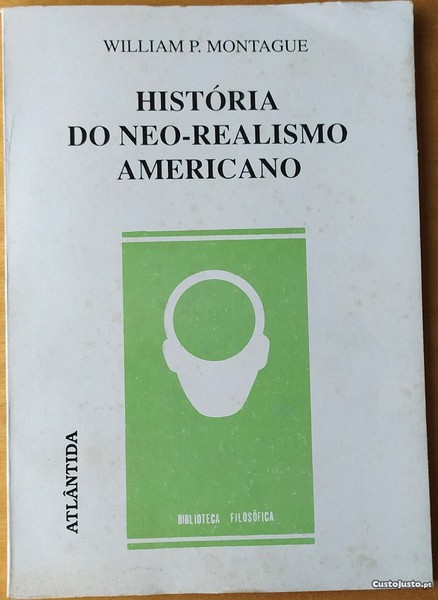 WILLIAM P. MONTAGUE
HISTÓRIA
DO NEO-REALISMO
AMERICANO
ATLÂNTIDA
BIBLIOTECA FILOSÓFICA
CustoJusto.pt